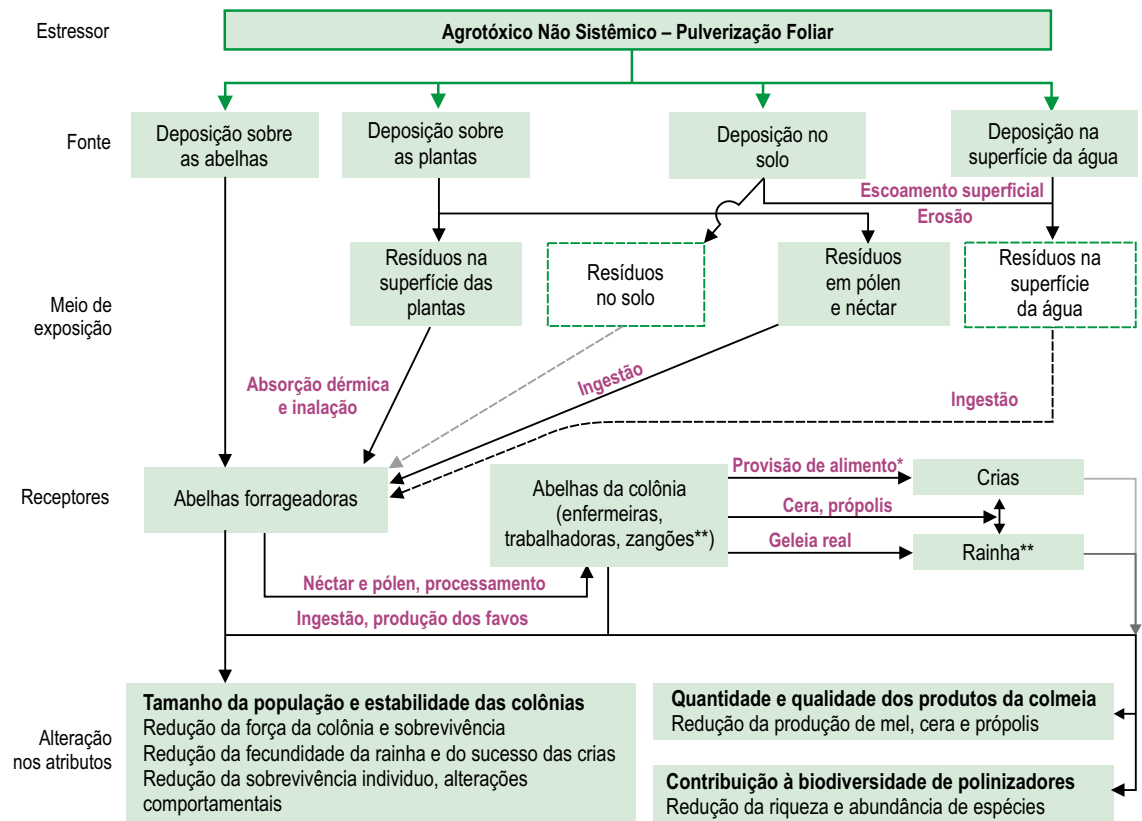 Estressor
Agrotóxico Não Sistêmico – Pulverização Foliar
Fonte
Deposição sobre
as abelhas
Deposição sobre
as plantas
Deposição no
solo
Deposição na
superfície da água
Escoamento superficial
Erosão
Meio de
exposição
Resíduos na
superfície das
plantas
Resíduos
no solo
Resíduos
em pólen
e néctar
Resíduos na
superfície
da água
Absorção dérmica
e inalação
Ingestão
Ingestão
Receptores
Abelhas forrageadoras
Abelhas da colônia
(enfermeiras,
trabalhadoras, zangões**)
Provisão de alimento*
Cera, própolis
Geleia real
Crias
Rainha**
Néctar e pólen, processamento
Ingestão, produção dos favos
Alteração
nos atributos
Tamanho da população e estabilidade das colônias
Redução da força da colônia e sobrevivência
Redução da fecundidade da rainha e do sucesso das crias
Redução da sobrevivência individuo, alterações
comportamentais
Quantidade e qualidade dos produtos da colmeia
Redução da produção de mel, cera e própolis
Contribuição à biodiversidade de polinizadores
Redução da riqueza e abundância de espécies